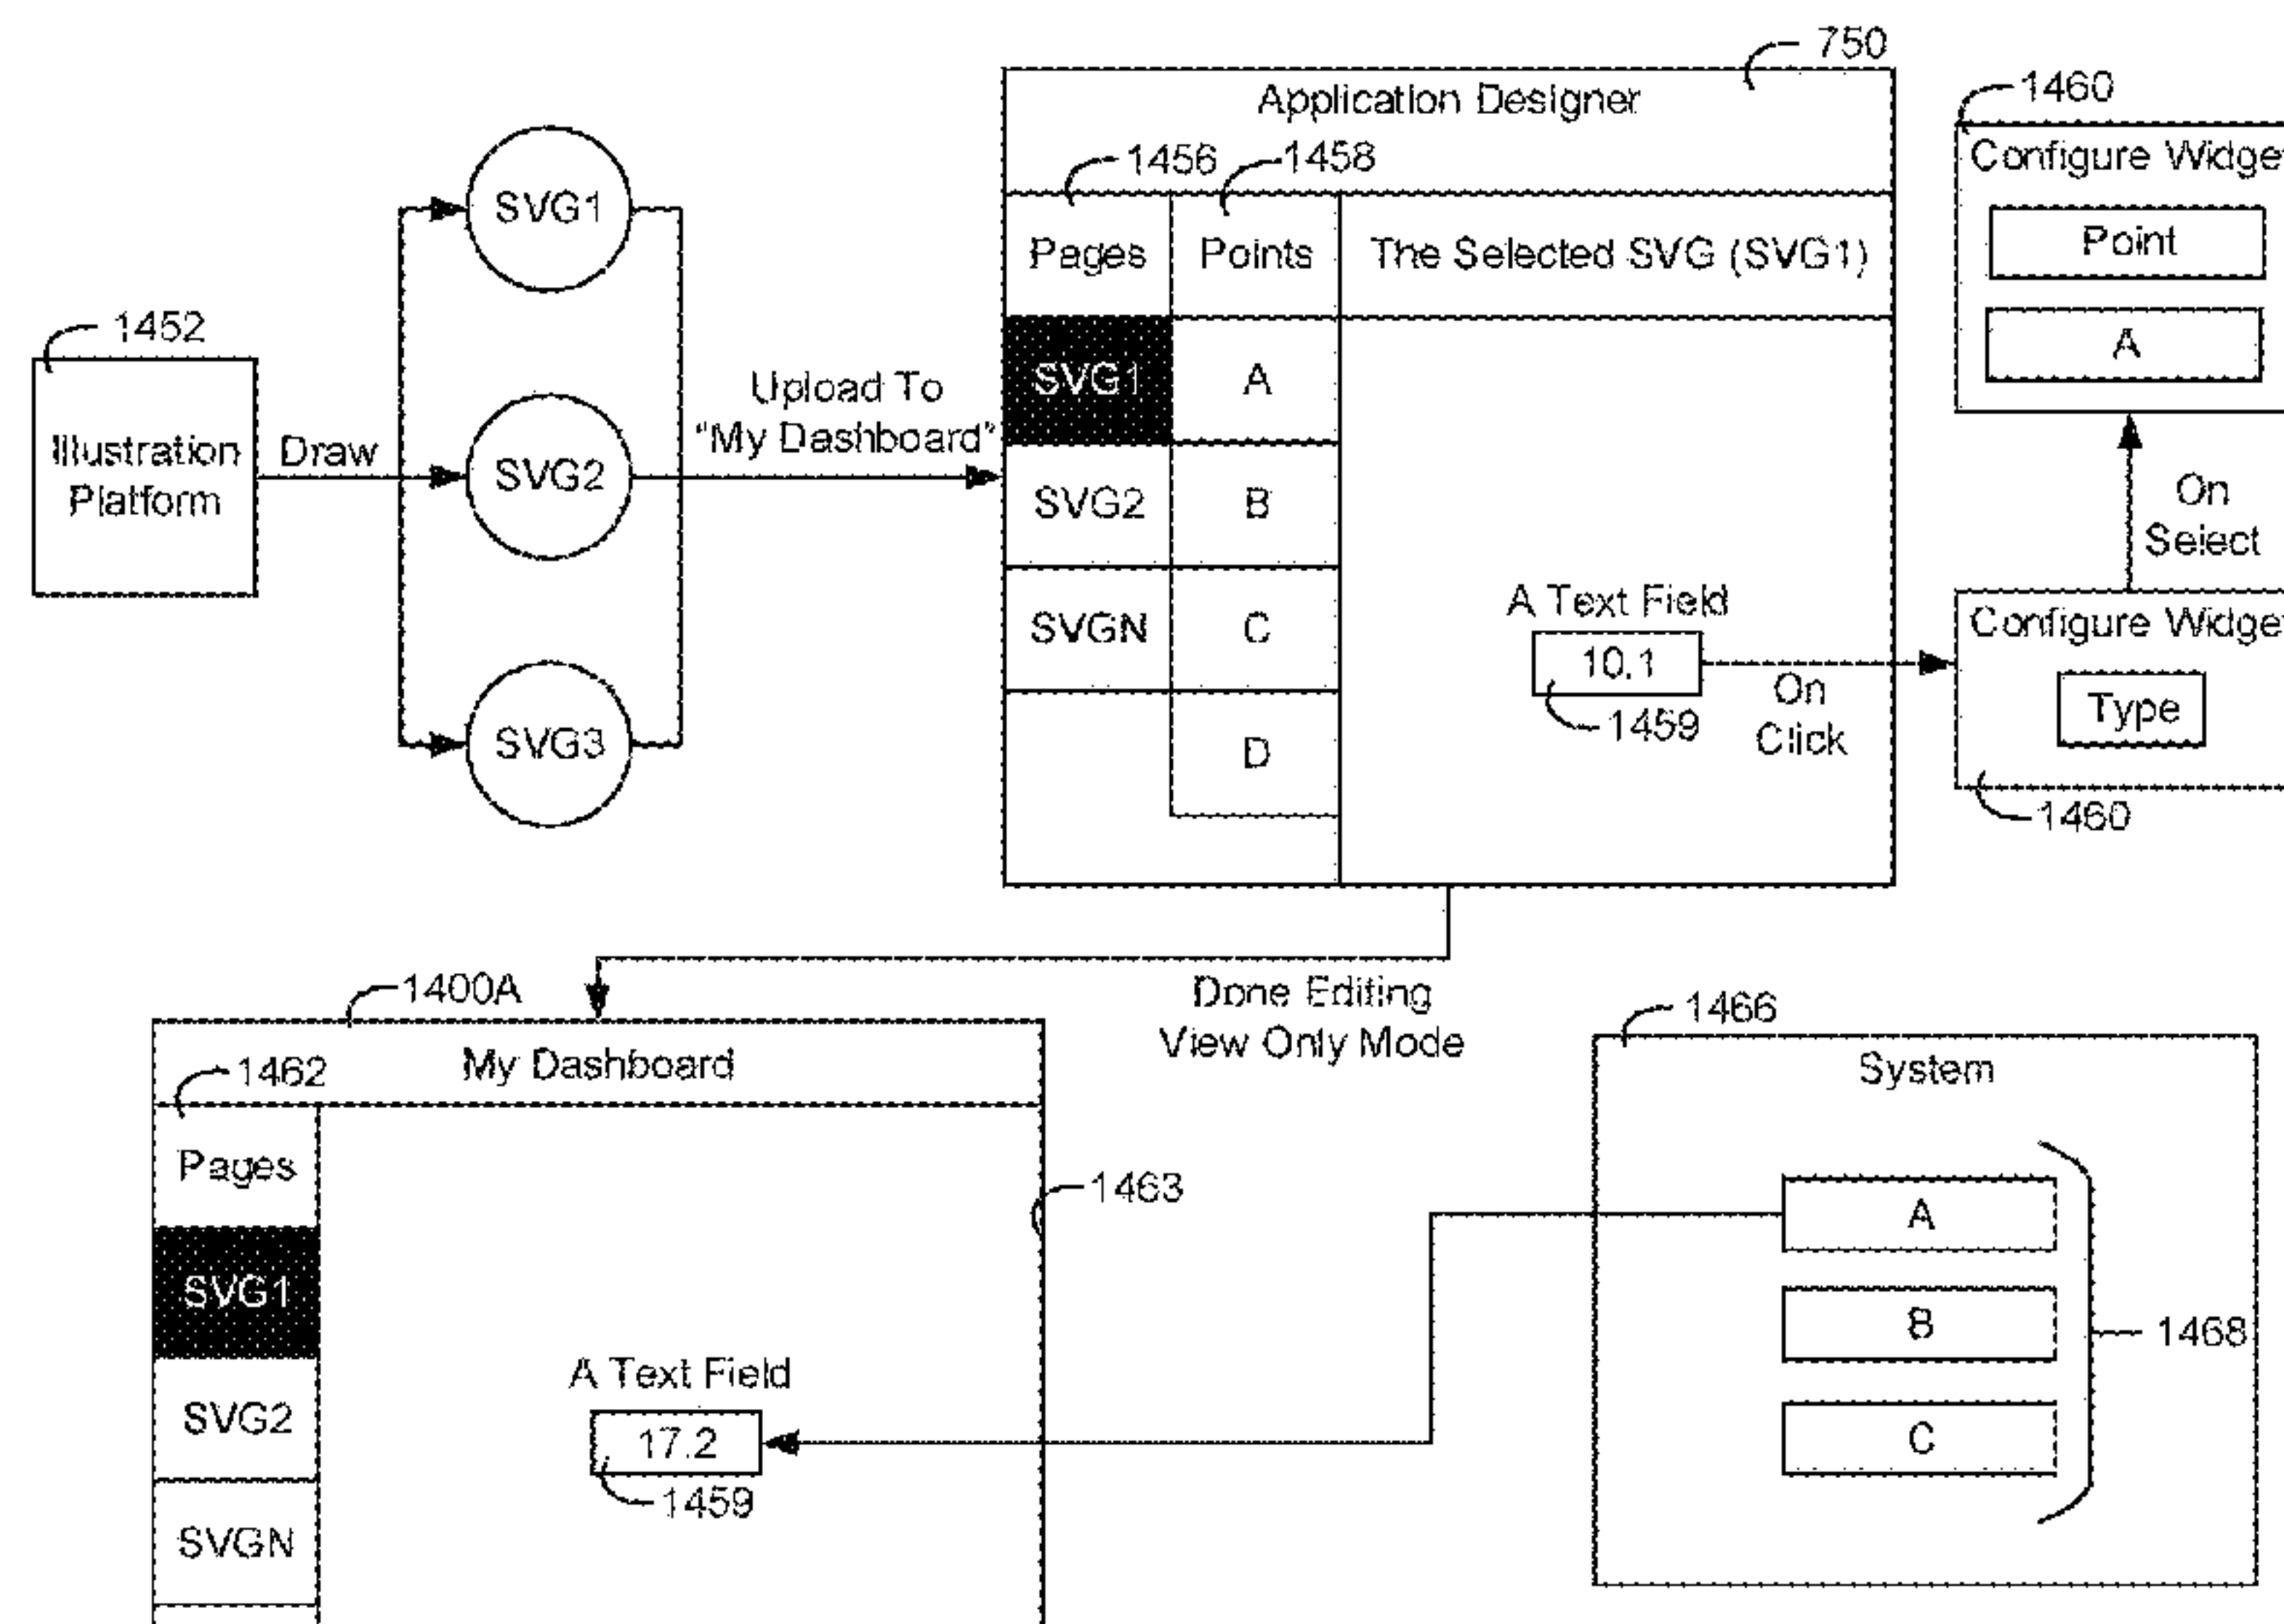 750
Application Designer
1456
1458
1460
Configure Widget
Point
A
SVG1
Pages
Points
The Selected SVG (SVG1)
1452
Illustration
Platform
Draw
SVG2
SVG3
Upload To
"My Dashboard"
SVG1
A
SVG2
B
SVGN
C
D
A Text Field
10.1
1459
On
Click
On
Select
Configure Widget
Type
1460
Done Editing
View Only Mode
1400A
My Dashboard
1462
Pages
SVG1
SVG2
SVGN
1463
A Text Field
17.2
1459
1466
System
A
B
C
1468